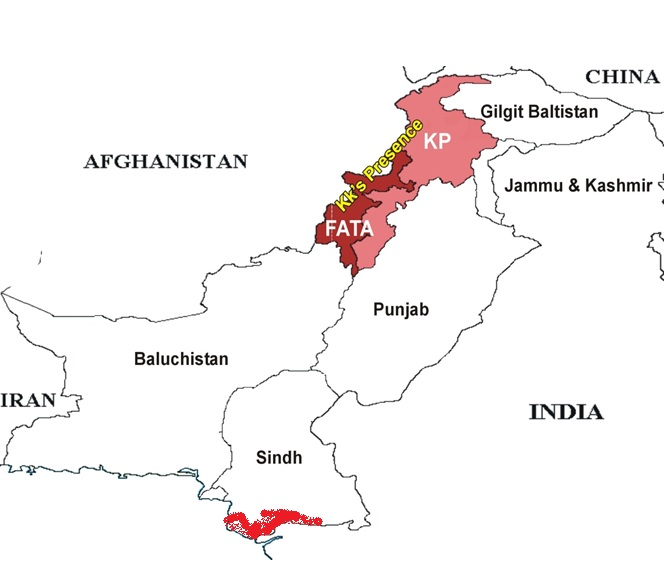 CHINA
Gilgit Baltistan
KP
Kk's Presence
AFGHANISTAN
Jammu & Kashmir
FATA
Punjab
Baluchistan
IRAN
INDIA
Sindh